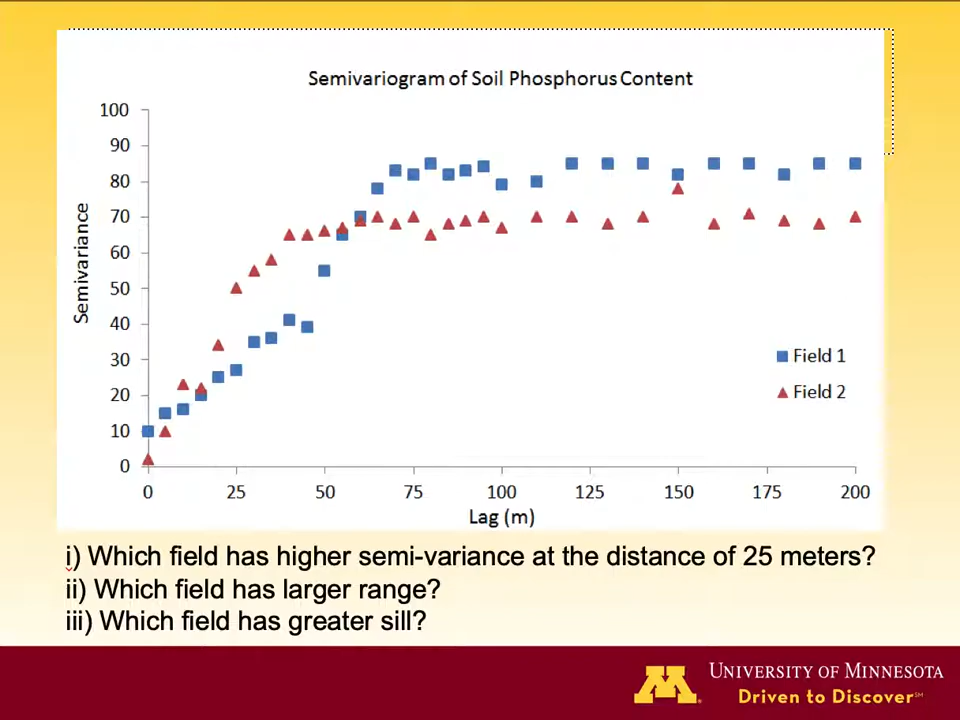 Semivariogram of Soil Phosphorus Content
100
90
80
70
60
50
40
30
20
10
0
Semivariance
0 25 50 75 100 125 150 175 200
Lag (m)
Field 1
Field 2
i) Which field has higher semi-variance at the distance of 25 meters?
ii) Which field has larger range?
iii) Which field has greater sill?
M
UNIVERSITY OF MINNESOTA
Driven to Discover℠